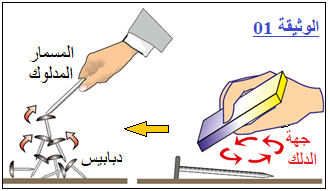 الوثيقة 01
المسمار
المدلوك
جهة
الدلك
دبابيس